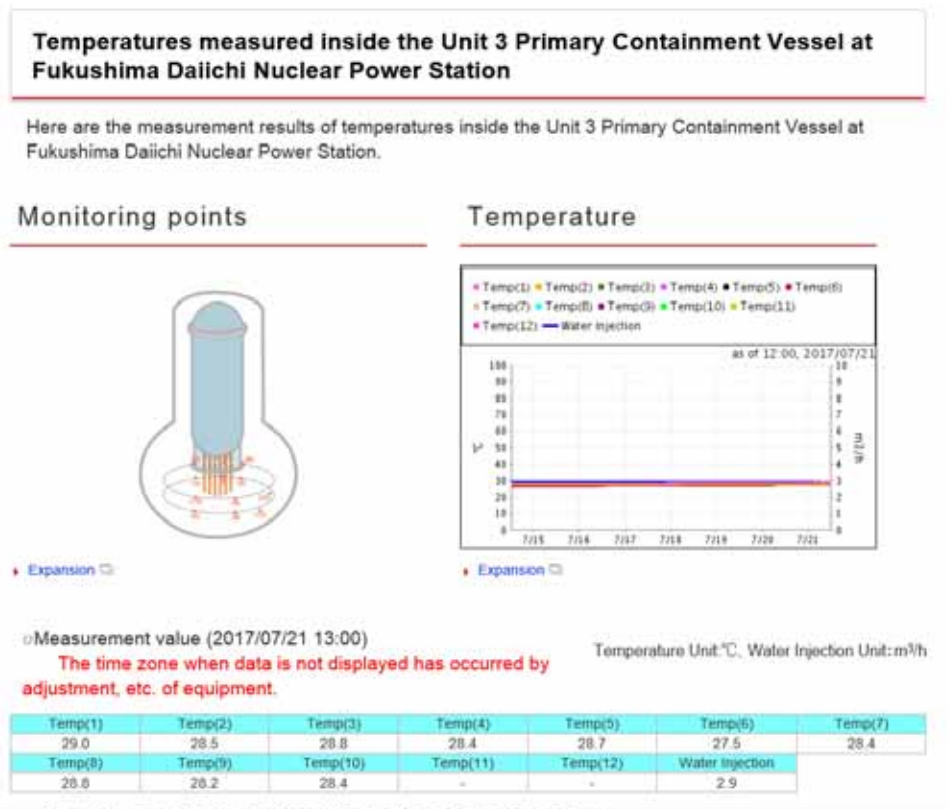 Temperatures measured inside the Unit 3 Primary Containment Vessel at
Fukushima Daiichi Nuclear Power Station
Here are the measurement results of temperatures inside the Unit 3 Primary Containment Vessel at
Fukushima Daiichi Nuclear Power Station.
Monitoring points
Temperature
Temp(1) Temp(2) Temp(3) Temp(4) Temp(5) Temp(6)
Temp(7) Temp(8) Temp(9) Temp(10) Temp(11)
Temp(12) Water Injection
as of 12:00, 2017/07/21
100 10
90 9
80 8
70 7
60 6
50 5
40 4
30 3
20 2
10 1
0 0
℃
m3/h
7/15 7/16 7/17 7/18 7/19 7/20 7/21
Expansion
Expansion
○Measurement value (2017/07/21 13:00)
Temperature Unit:℃, Water Injection Unit:m³/h
The time zone when data is not displayed has occurred by
adjustment, etc. of equipment.
Temp(1) Temp(2) Temp(3) Temp(4) Temp(5) Temp(6) Temp(7)
29.0 28.5 28.8 28.4 28.7 27.5 28.4
Temp(8) Temp(9) Temp(10) Temp(11) Temp(12) Water Injection
28.8 28.2 28.4 - - 2.9